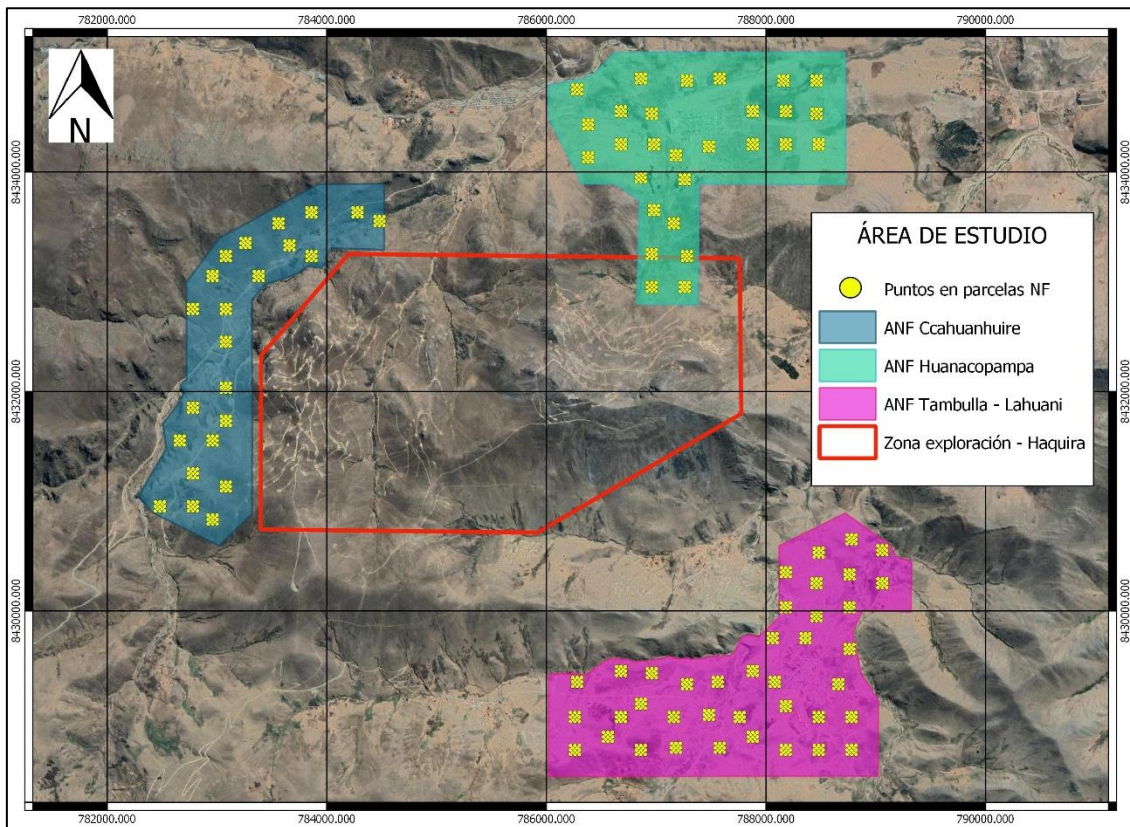 782000.000 784000.000 786000.000 788000.000 790000.000
N
8434000.000 8434000.000
ÁREA DE ESTUDIO
Puntos en parcelas NF
ANF Ccahuanhuire
ANF Huanacopampa
ANF Tambulla - Lahuani
Zona exploración - Haquira
8432000.000 8432000.000
8430000.000 8430000.000
782000.000 784000.000 786000.000 788000.000 790000.000